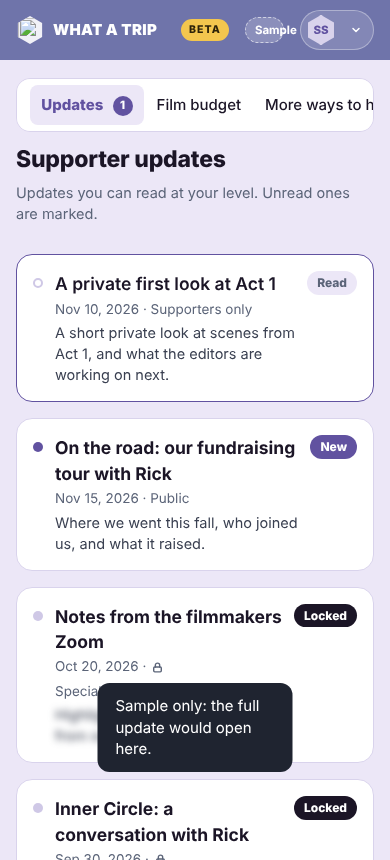 WHAT A TRIP
BETA
Sample
SS
Updates 1
Film budget
More ways to h
Supporter updates
Updates you can read at your level. Unread ones
are marked.
A private first look at Act 1
Read
Nov 10, 2026 · Supporters only
A short private look at scenes from
Act 1, and what the editors are
working on next.
On the road: our fundraising
tour with Rick
New
Nov 15, 2026 · Public
Where we went this fall, who joined
us, and what it raised.
Notes from the filmmakers
Zoom
Locked
Oct 20, 2026 ·
Specia
Sample only: the full
update would open
here.
Inner Circle: a
conversation with Rick
Locked
Sep 30, 2026 ·